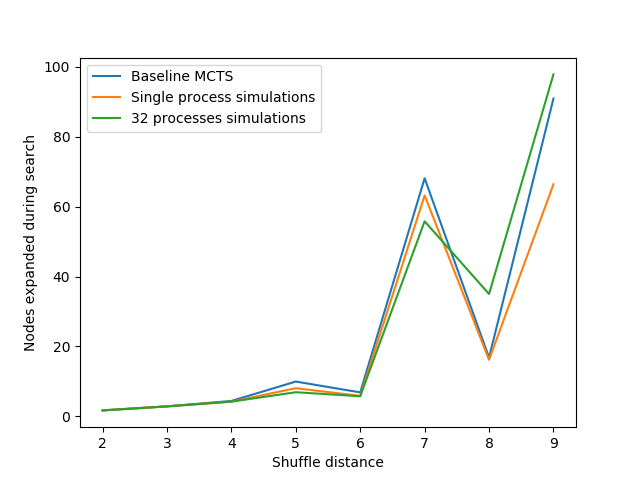 Baseline MCTS
Single process simulations
32 processes simulations
100
80
60
40
20
0
Nodes expanded during search
2 3 4 5 6 7 8 9
Shuffle distance